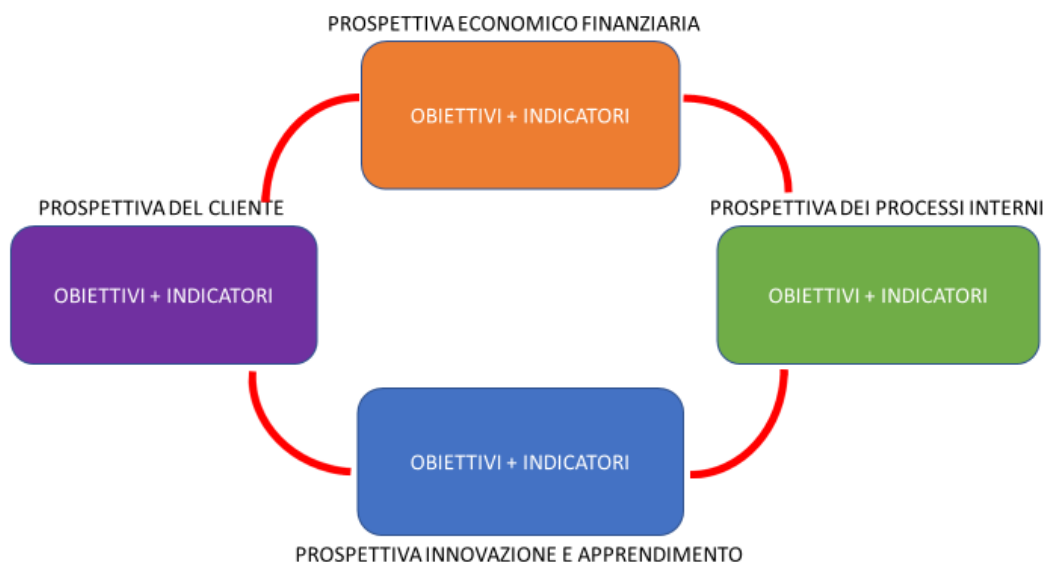 PROSPETTIVA ECONOMICO FINANZIARIA
OBIETTIVI + INDICATORI
PROSPETTIVA DEL CLIENTE
OBIETTIVI + INDICATORI
PROSPETTIVA DEI PROCESSI INTERNI
OBIETTIVI + INDICATORI
OBIETTIVI + INDICATORI
PROSPETTIVA INNOVAZIONE E APPRENDIMENTO